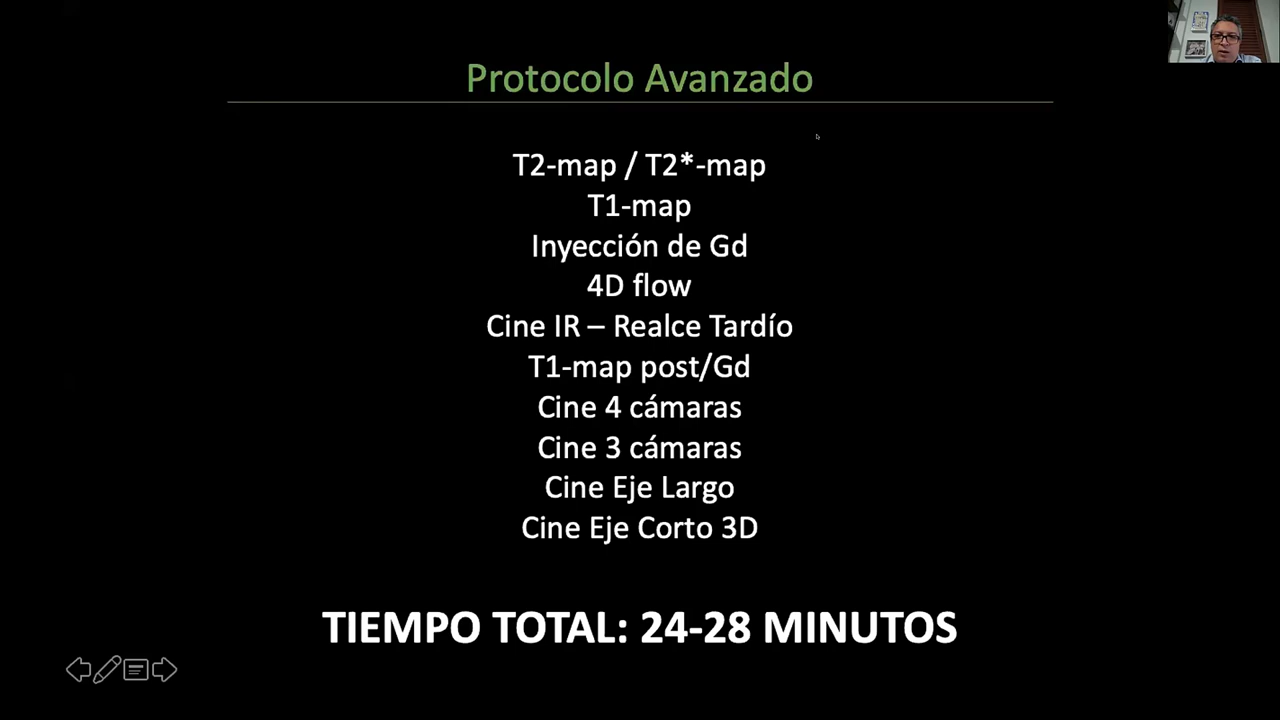 Protocolo Avanzado
T2-map / T2*-map
T1-map
Inyección de Gd
4D flow
Cine IR – Realce Tardío
T1-map post/Gd
Cine 4 cámaras
Cine 3 cámaras
Cine Eje Largo
Cine Eje Corto 3D
TIEMPO TOTAL: 24-28 MINUTOS